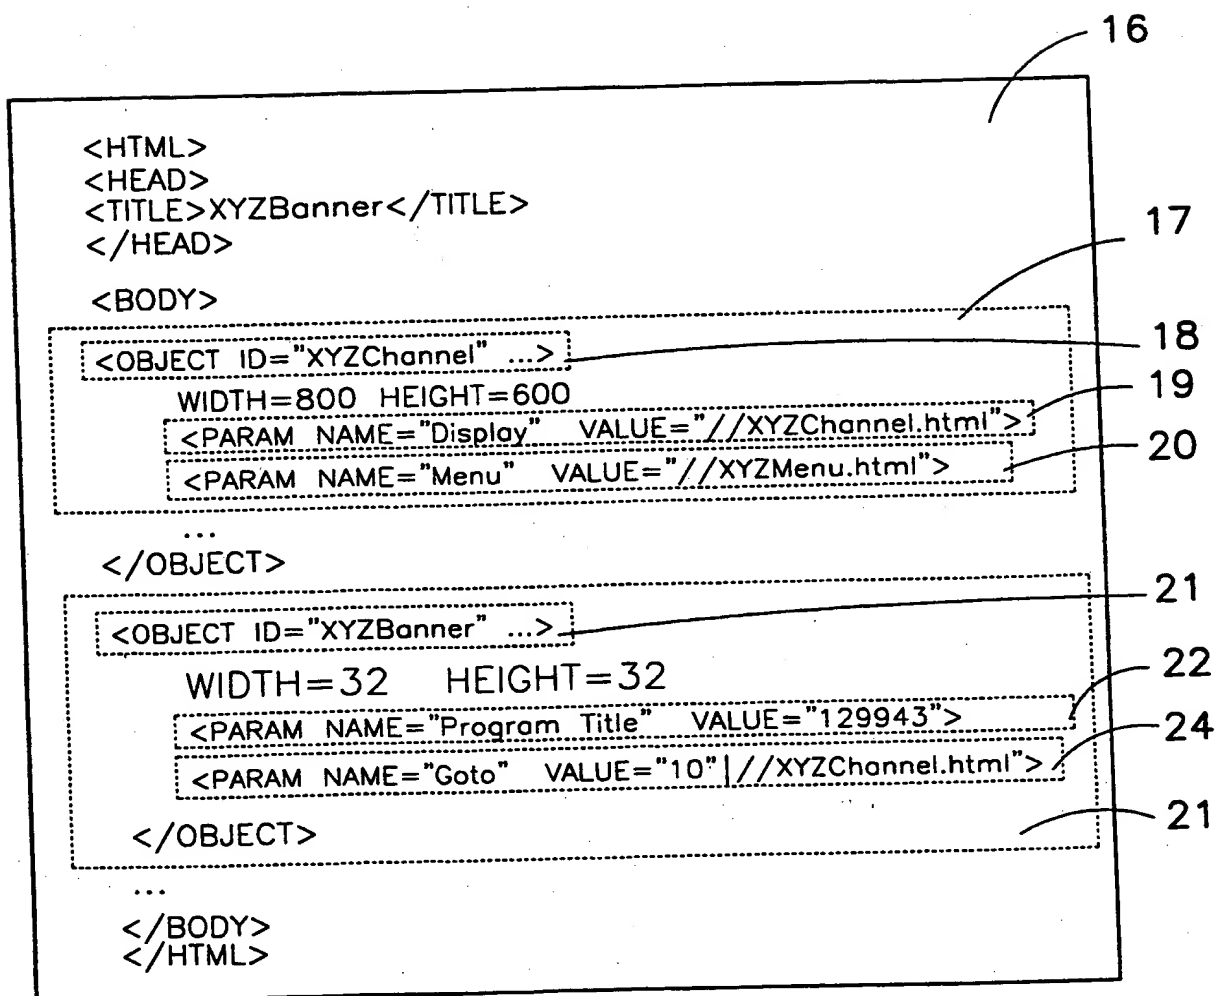 16
<HTML>
<HEAD>
<TITLE>XYZBanner</TITLE>
</HEAD>
17
<BODY>
<OBJECT ID="XYZChannel" ...>
18
WIDTH=800 HEIGHT=600
19
<PARAM NAME="Display" VALUE="//XYZChannel.html">
20
<PARAM NAME="Menu" VALUE="//XYZMenu.html">
...
</OBJECT>
21
<OBJECT ID="XYZBanner" ...>
WIDTH=32 HEIGHT=32
22
<PARAM NAME="Program Title" VALUE="129943">
24
<PARAM NAME="Goto" VALUE="10"|//XYZChannel.html">
21
</OBJECT>
...
</BODY>
</HTML>